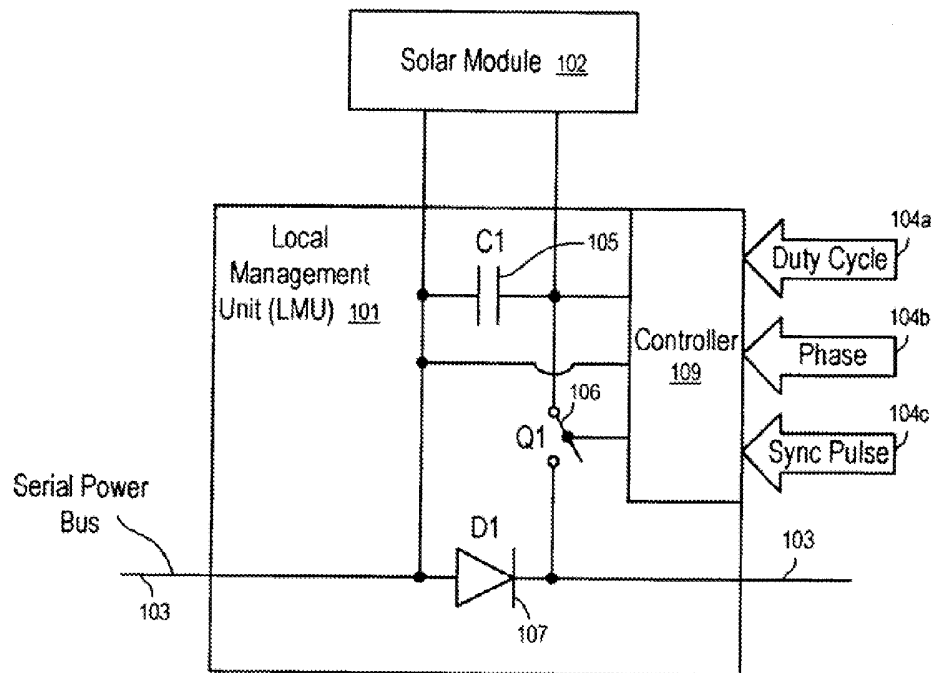 Solar Module 102
Local
Management
Unit (LMU) 101
C1
105
Controller
109
Duty Cycle
104a
Phase
104b
Sync Pulse
104c
106
Q1
Serial Power
Bus
D1
103
107
103